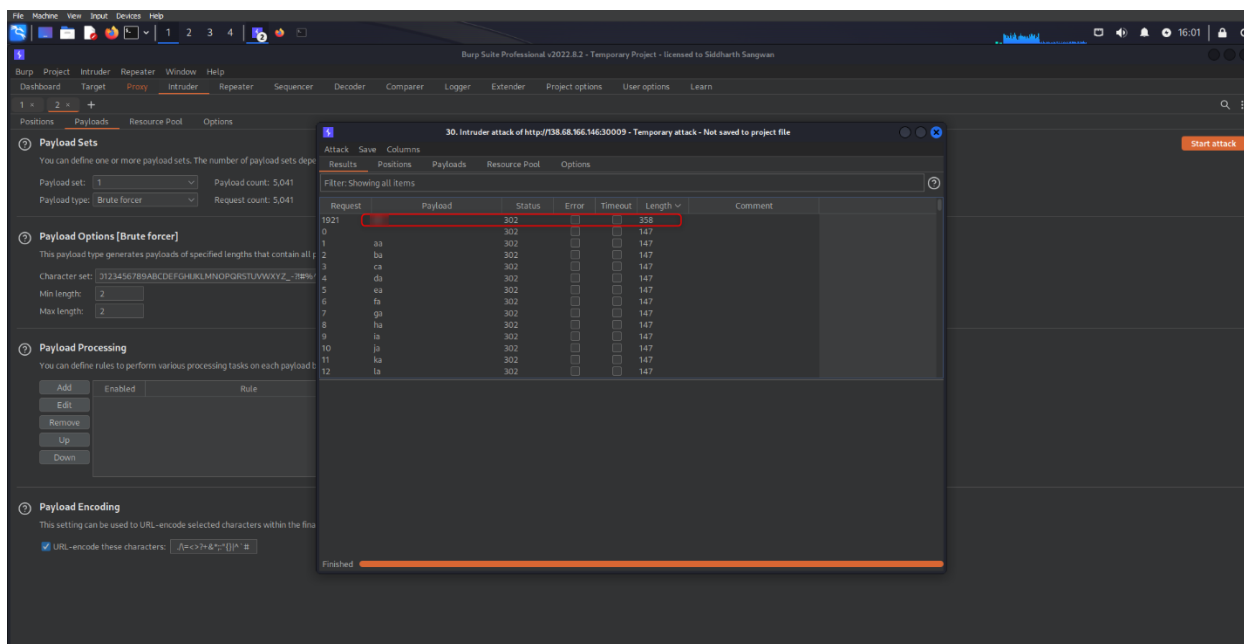 File Machine View Input Devices Help
1 2 3 4 16:01
Burp Suite Professional v2022.8.2 - Temporary Project - licensed to Siddharth Sangwan
Burp Project Intruder Repeater Window Help
Dashboard Target Proxy Intruder Repeater Sequencer Decoder Comparer Logger Extender Project options User options Learn
1 × 2 × +
Positions Payloads Resource Pool Options
Payload Sets
Start attack
You can define one or more payload sets. The number of payload sets depe
Payload set: 1 Payload count: 5,041
Payload type: Brute forcer Request count: 5,041
Payload Options [Brute forcer]
This payload type generates payloads of specified lengths that contain all p
Character set:
Min length: 2
Max length: 2
Payload Processing
You can define rules to perform various processing tasks on each payload b
Add Enabled Rule
Edit
Remove
Up
Down
Payload Encoding
This setting can be used to URL-encode selected characters within the fina
URL-encode these characters:
30. Intruder attack of http://138.68.166.146:30009 - Temporary attack - Not saved to project file
Attack Save Columns
Results Positions Payloads Resource Pool Options
Filter: Showing all items
Request Payload Status Error Timeout Length Comment
1921 302 358
0 302 147
1 aa 302 147
2 ba 302 147
3 ca 302 147
4 da 302 147
5 ea 302 147
6 fa 302 147
7 ga 302 147
8 ha 302 147
9 ia 302 147
10 ja 302 147
11 ka 302 147
12 la 302 147
Finished